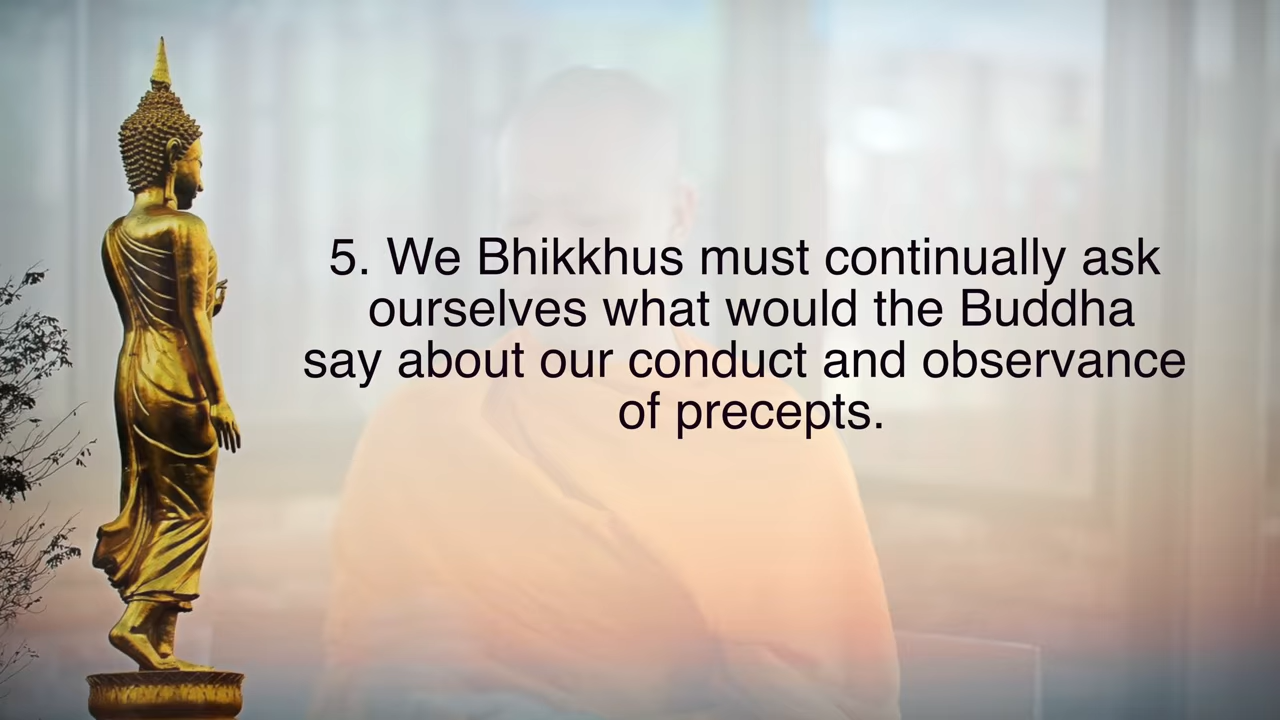 5. We Bhikkhus must continually ask
ourselves what would the Buddha
say about our conduct and observance
of precepts.